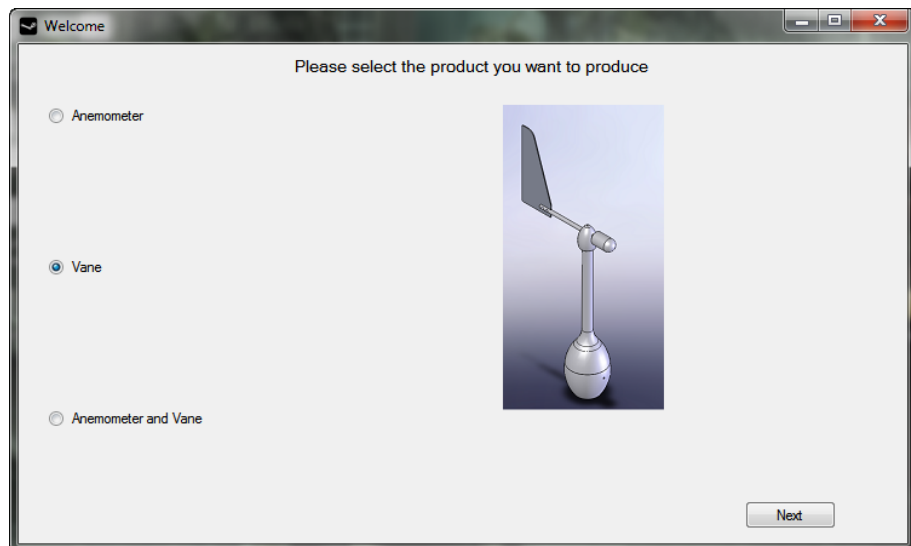 Welcome
Please select the product you want to produce
Anemometer
Vane
Anemometer and Vane
Next